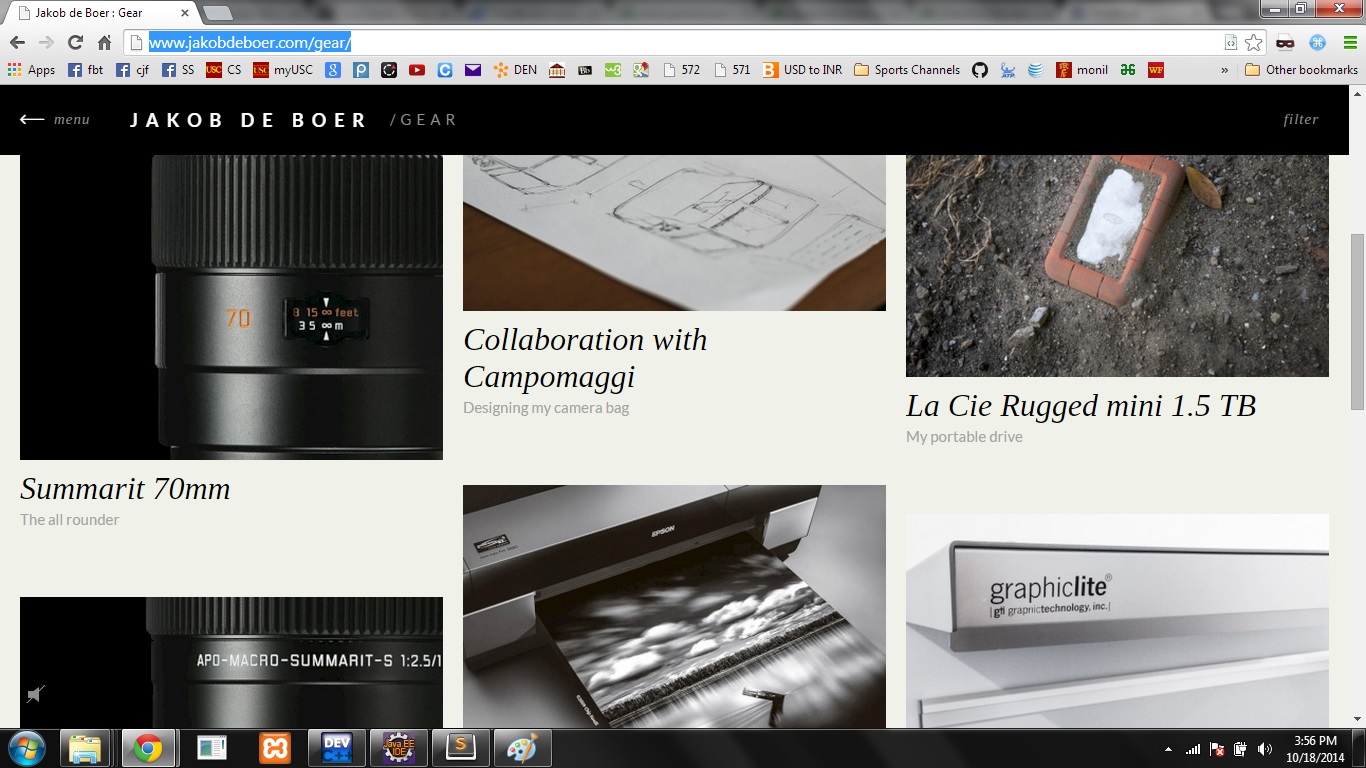 Jakob de Boer : Gear
www.jakobdeboer.com/gear/
Apps fbt cjf SS CS myUSC DEN 572 571 USD to INR Sports Channels monil WF » Other bookmarks
menu JAKOB DE BOER /GEAR filter
70
8 15 ∞ feet
3 5 ∞ m
Summarit 70mm
The all rounder
APO-MACRO-SUMMARIT-S 1:2.5/1
Collaboration with
Campomaggi
Designing my camera bag
EPSON
La Cie Rugged mini 1.5 TB
My portable drive
graphiclite®
| gti graphictechnology, inc. |
DEV
C++
Java EE
IDE
S
3:56 PM
10/18/2014